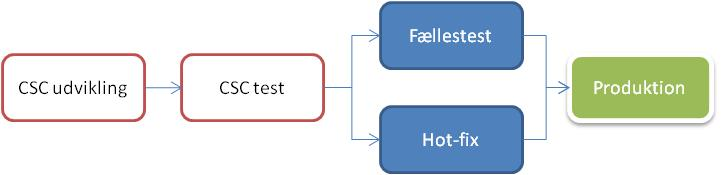 CSC udvikling
CSC test
Fællestest
Hot-fix
Produktion